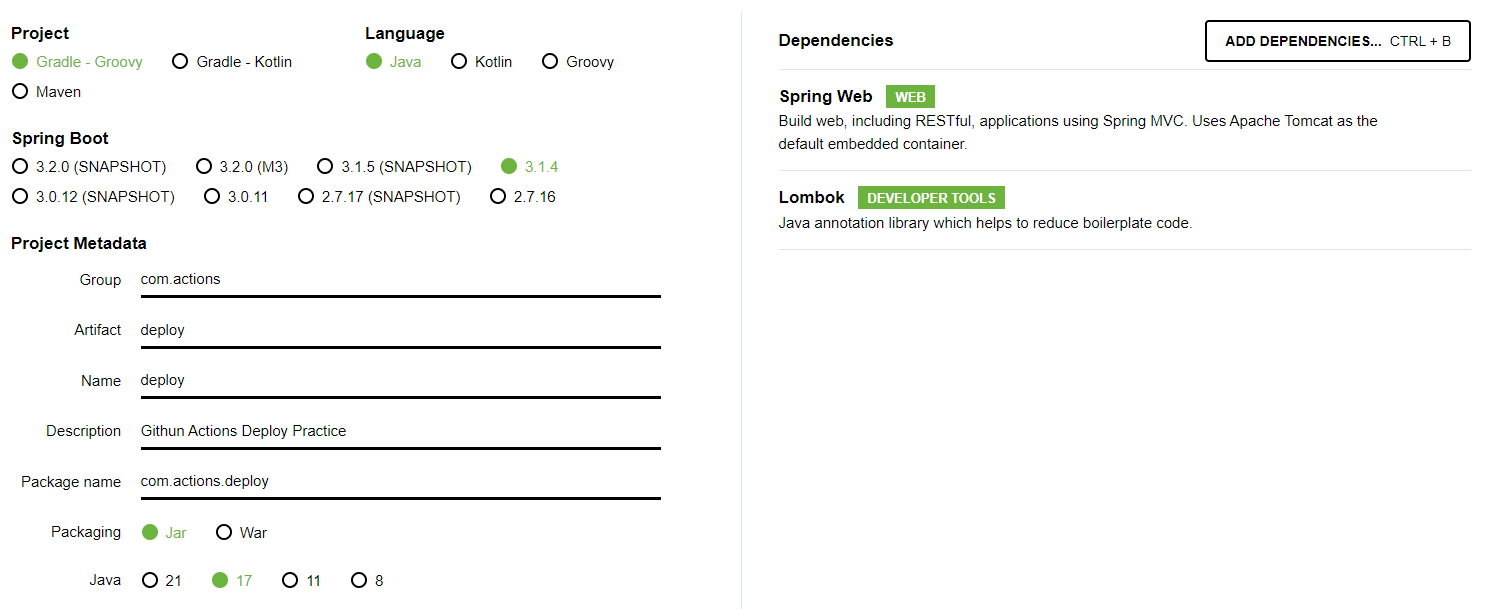 Project
Gradle - Groovy
Gradle - Kotlin
Maven
Language
Java
Kotlin
Groovy
Spring Boot
3.2.0 (SNAPSHOT)
3.2.0 (M3)
3.1.5 (SNAPSHOT)
3.1.4
3.0.12 (SNAPSHOT)
3.0.11
2.7.17 (SNAPSHOT)
2.7.16
Project Metadata
Group com.actions
Artifact deploy
Name deploy
Description Githun Actions Deploy Practice
Package name com.actions.deploy
Packaging Jar War
Java 21 17 11 8
Dependencies
ADD DEPENDENCIES... CTRL + B
Spring Web WEB
Build web, including RESTful, applications using Spring MVC. Uses Apache Tomcat as the
default embedded container.
Lombok DEVELOPER TOOLS
Java annotation library which helps to reduce boilerplate code.